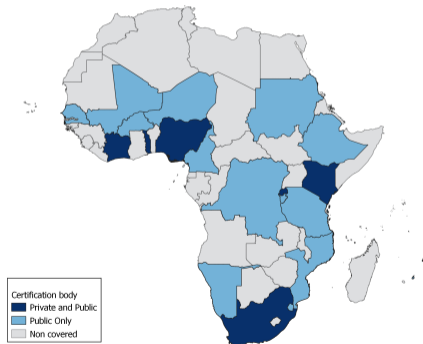 Certification body
Private and Public
Public Only
Non covered